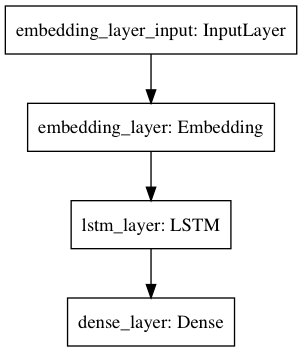 embedding_layer_input: InputLayer
embedding_layer: Embedding
lstm_layer: LSTM
dense_layer: Dense